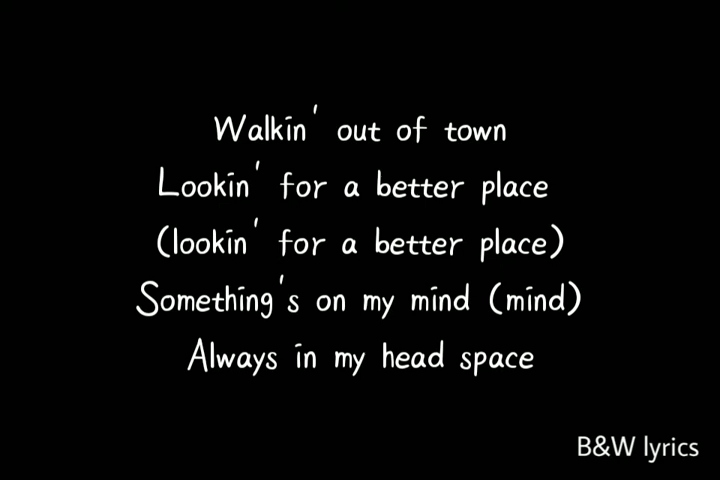 Walkin' out of town
Lookin' for a better place
(lookin' for a better place)
Something's on my mind (mind)
Always in my head space
B&W lyrics